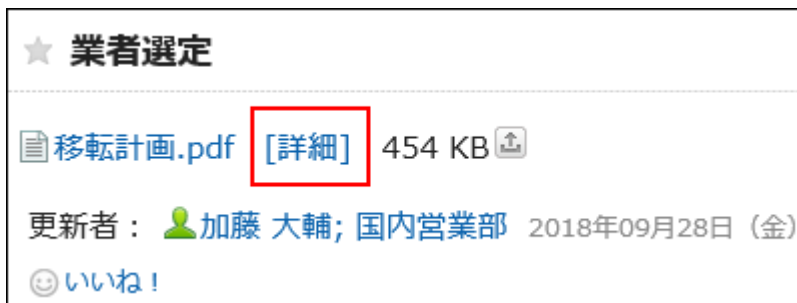 業者選定
移転計画.pdf [詳細] 454 KB
更新者： 加藤 大輔; 国内営業部 2018年09月28日（金）
いいね！